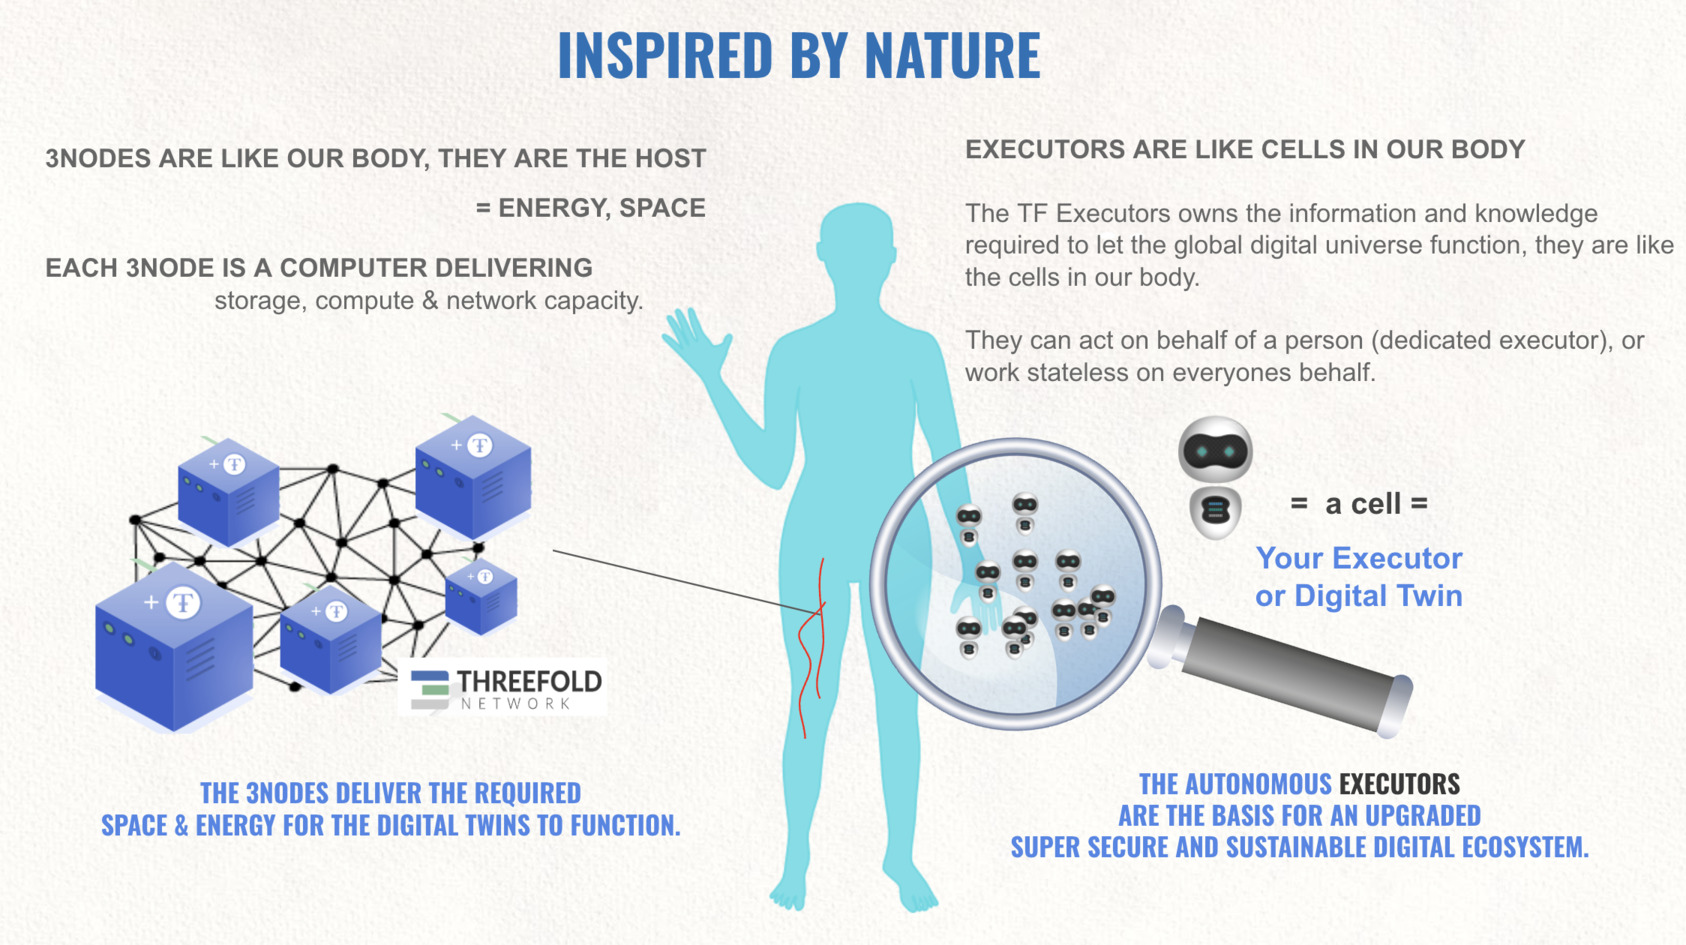 INSPIRED BY NATURE
3NODES ARE LIKE OUR BODY, THEY ARE THE HOST
= ENERGY, SPACE
EACH 3NODE IS A COMPUTER DELIVERING
storage, compute & network capacity.
EXECUTORS ARE LIKE CELLS IN OUR BODY
The TF Executors owns the information and knowledge
required to let the global digital universe function, they are like
the cells in our body.
They can act on behalf of a person (dedicated executor), or
work stateless on everyones behalf.
= a cell =
Your Executor
or Digital Twin
THREEFOLD
NETWORK
THE 3NODES DELIVER THE REQUIRED
SPACE & ENERGY FOR THE DIGITAL TWINS TO FUNCTION.
THE AUTONOMOUS EXECUTORS
ARE THE BASIS FOR AN UPGRADED
SUPER SECURE AND SUSTAINABLE DIGITAL ECOSYSTEM.